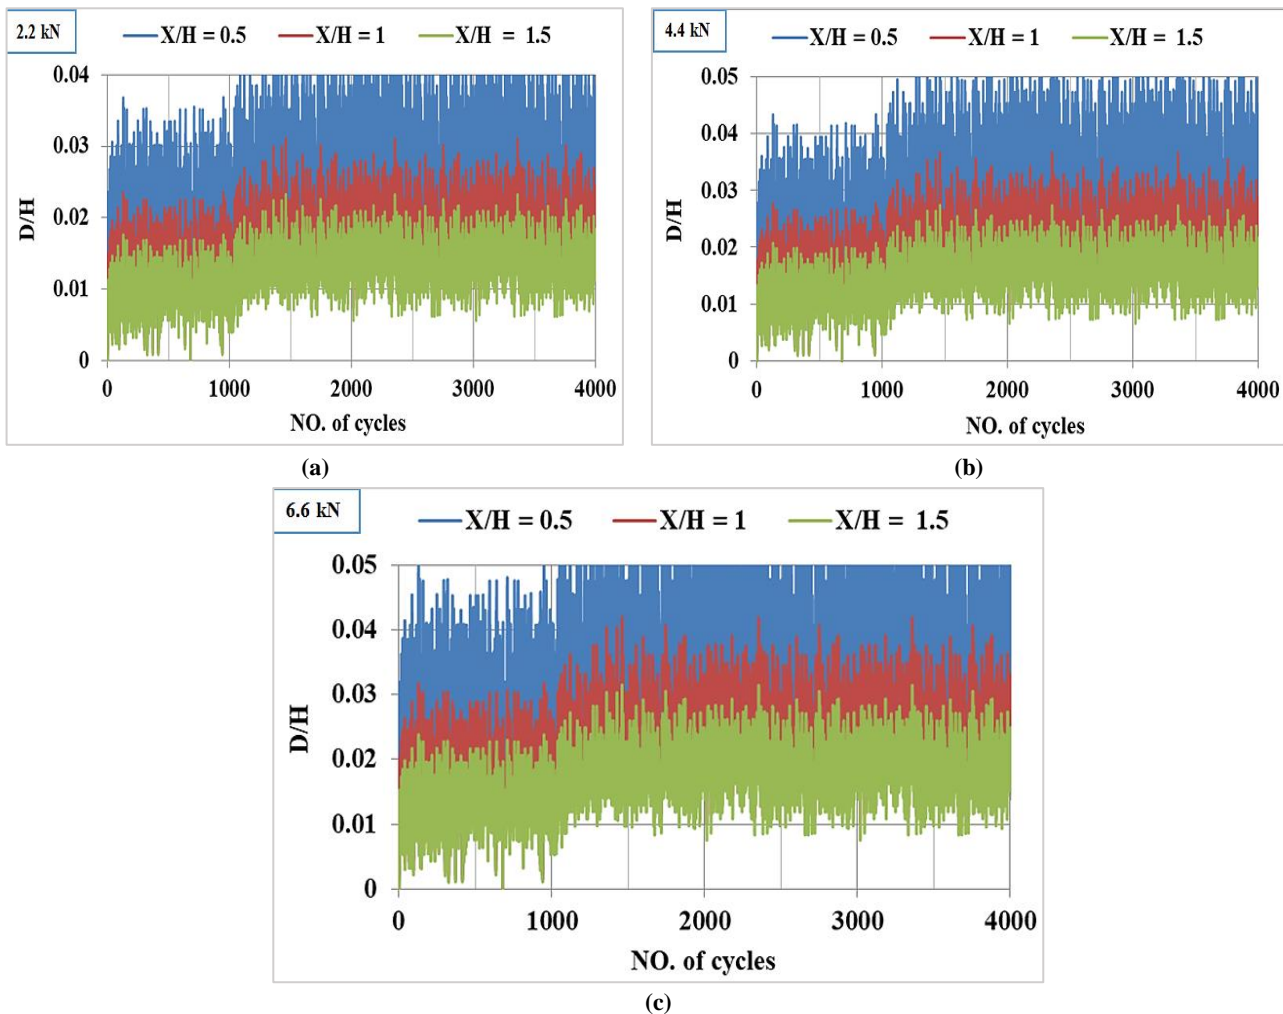 2.2 kN X/H = 0.5 X/H = 1 X/H = 1.5
0.04
0.03
0.02
0.01
0
D/H
0 1000 2000 3000 4000
NO. of cycles
(a)
4.4 kN X/H = 0.5 X/H = 1 X/H = 1.5
0.05
0.04
0.03
0.02
0.01
0
D/H
0 1000 2000 3000 4000
NO. of cycles
(b)
6.6 kN X/H = 0.5 X/H = 1 X/H = 1.5
0.05
0.04
0.03
0.02
0.01
0
D/H
0 1000 2000 3000 4000
NO. of cycles
(c)